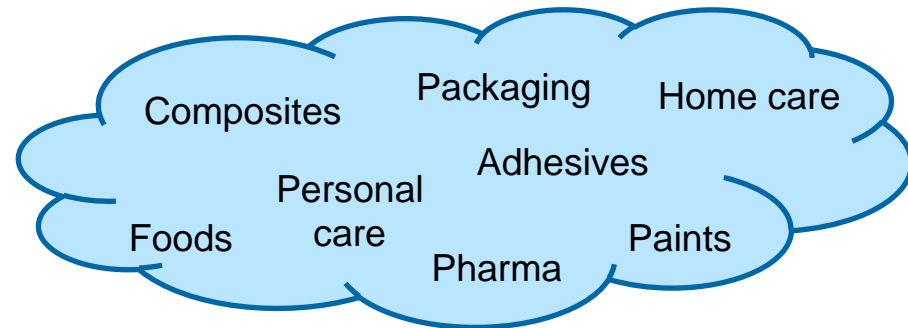 Composites
Packaging
Home care
Adhesives
Personal
care
Foods
Pharma
Paints